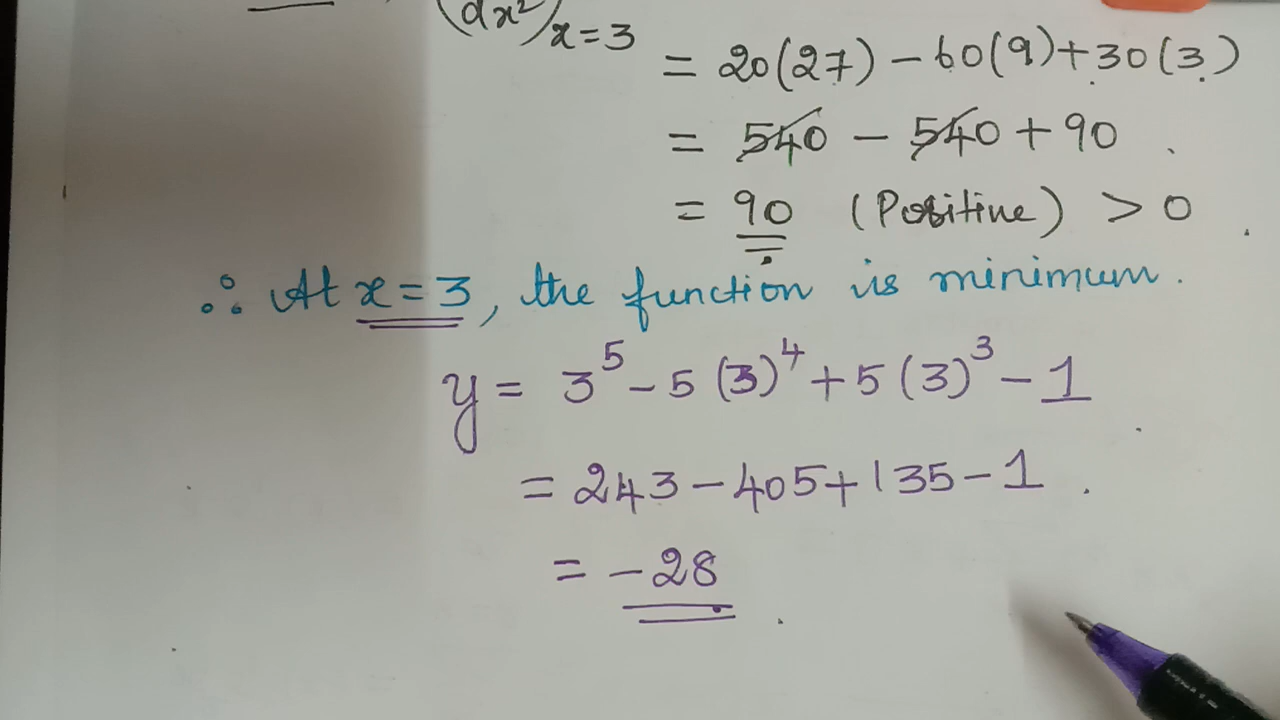 (dx²)x=3
= 20(27) – 60(9) + 30(3)
= 540 – 540 + 90
= 90 (Positive) > 0
∴ At x = 3, the function is minimum.
y = 3⁵ – 5(3)⁴ + 5(3)³ – 1
= 243 – 405 + 135 – 1
= –28